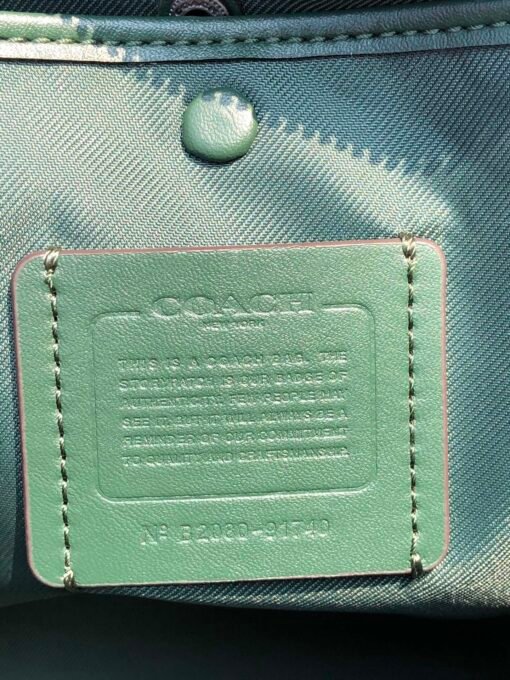 COACH
NEW YORK
THIS IS A COACH BAG. THE
STORYPATCH IS OUR BADGE OF
AUTHENTICITY. FEW PEOPLE MAY
SEE IT, BUT IT WILL ALWAYS BE A
REMINDER OF OUR COMMITMENT
TO QUALITY AND CRAFTSMANSHIP.
Nº B2080-91740